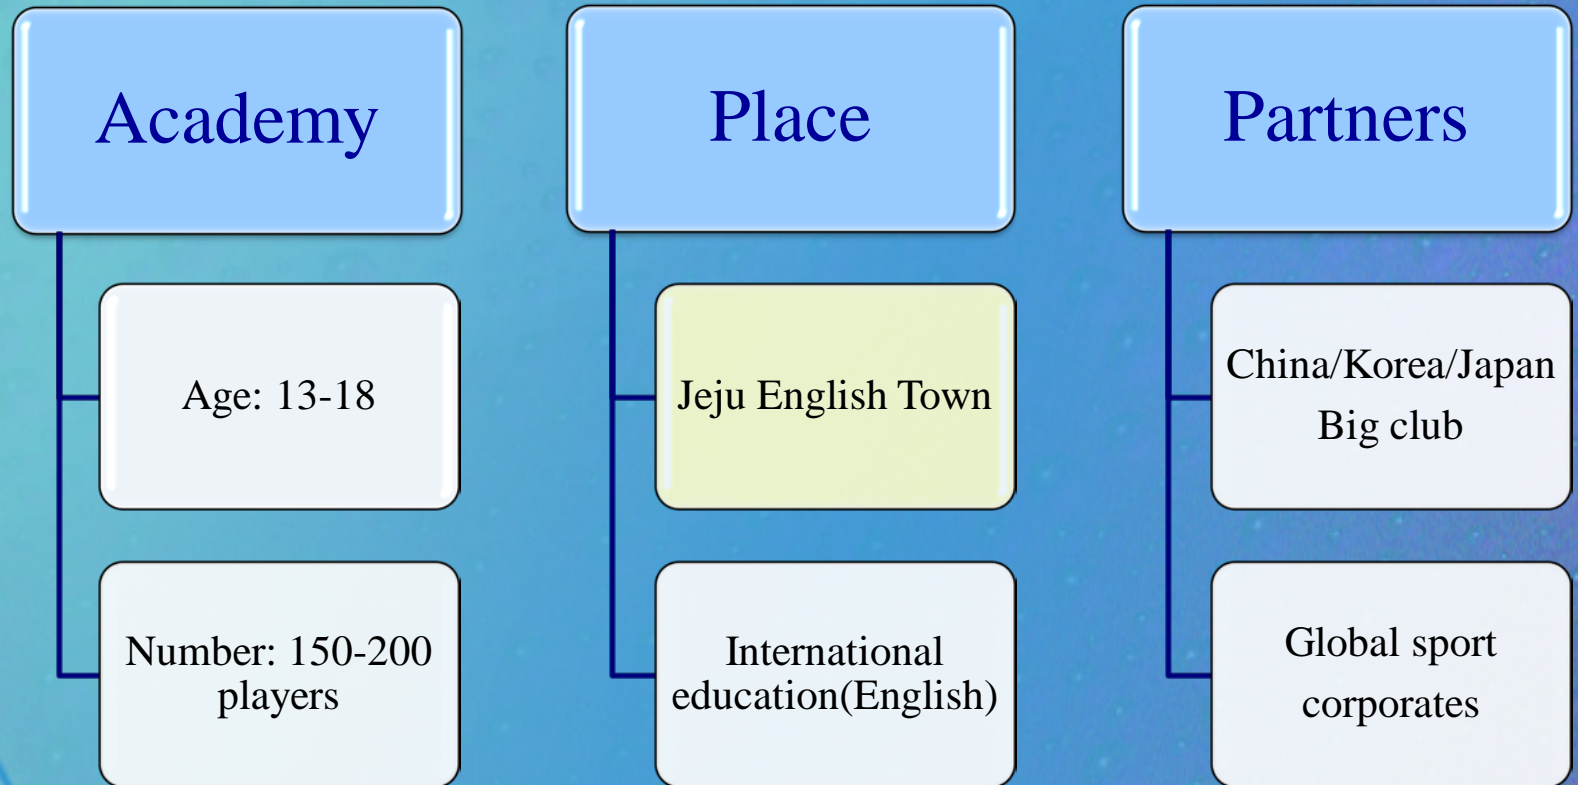 Academy
Age: 13-18
Number: 150-200
players
Place
Jeju English Town
International
education(English)
Partners
China/Korea/Japan
Big club
Global sport
corporates